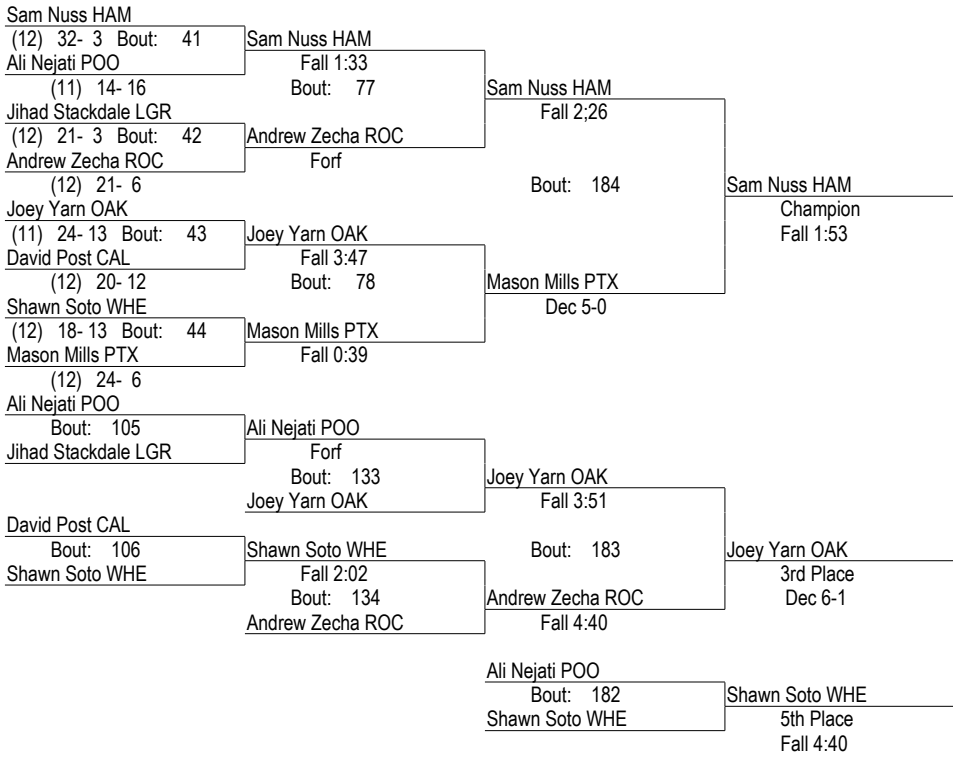 Sam Nuss HAM
(12) 32- 3 Bout: 41 Sam Nuss HAM
Ali Nejati POO Fall 1:33
(11) 14- 16 Bout: 77 Sam Nuss HAM
Jihad Stackdale LGR Fall 2;26
(12) 21- 3 Bout: 42 Andrew Zecha ROC
Andrew Zecha ROC Forf
(12) 21- 6 Bout: 184 Sam Nuss HAM
Joey Yarn OAK Champion
(11) 24- 13 Bout: 43 Joey Yarn OAK Fall 1:53
David Post CAL Fall 3:47
(12) 20- 12 Bout: 78 Mason Mills PTX
Shawn Soto WHE Dec 5-0
(12) 18- 13 Bout: 44 Mason Mills PTX
Mason Mills PTX Fall 0:39
(12) 24- 6
Ali Nejati POO
Bout: 105 Ali Nejati POO
Jihad Stackdale LGR Forf
Bout: 133 Joey Yarn OAK
Joey Yarn OAK Fall 3:51
David Post CAL
Bout: 106 Shawn Soto WHE Bout: 183 Joey Yarn OAK
Shawn Soto WHE Fall 2:02 3rd Place
Bout: 134 Andrew Zecha ROC Dec 6-1
Andrew Zecha ROC Fall 4:40
Ali Nejati POO
Bout: 182 Shawn Soto WHE
Shawn Soto WHE 5th Place
Fall 4:40